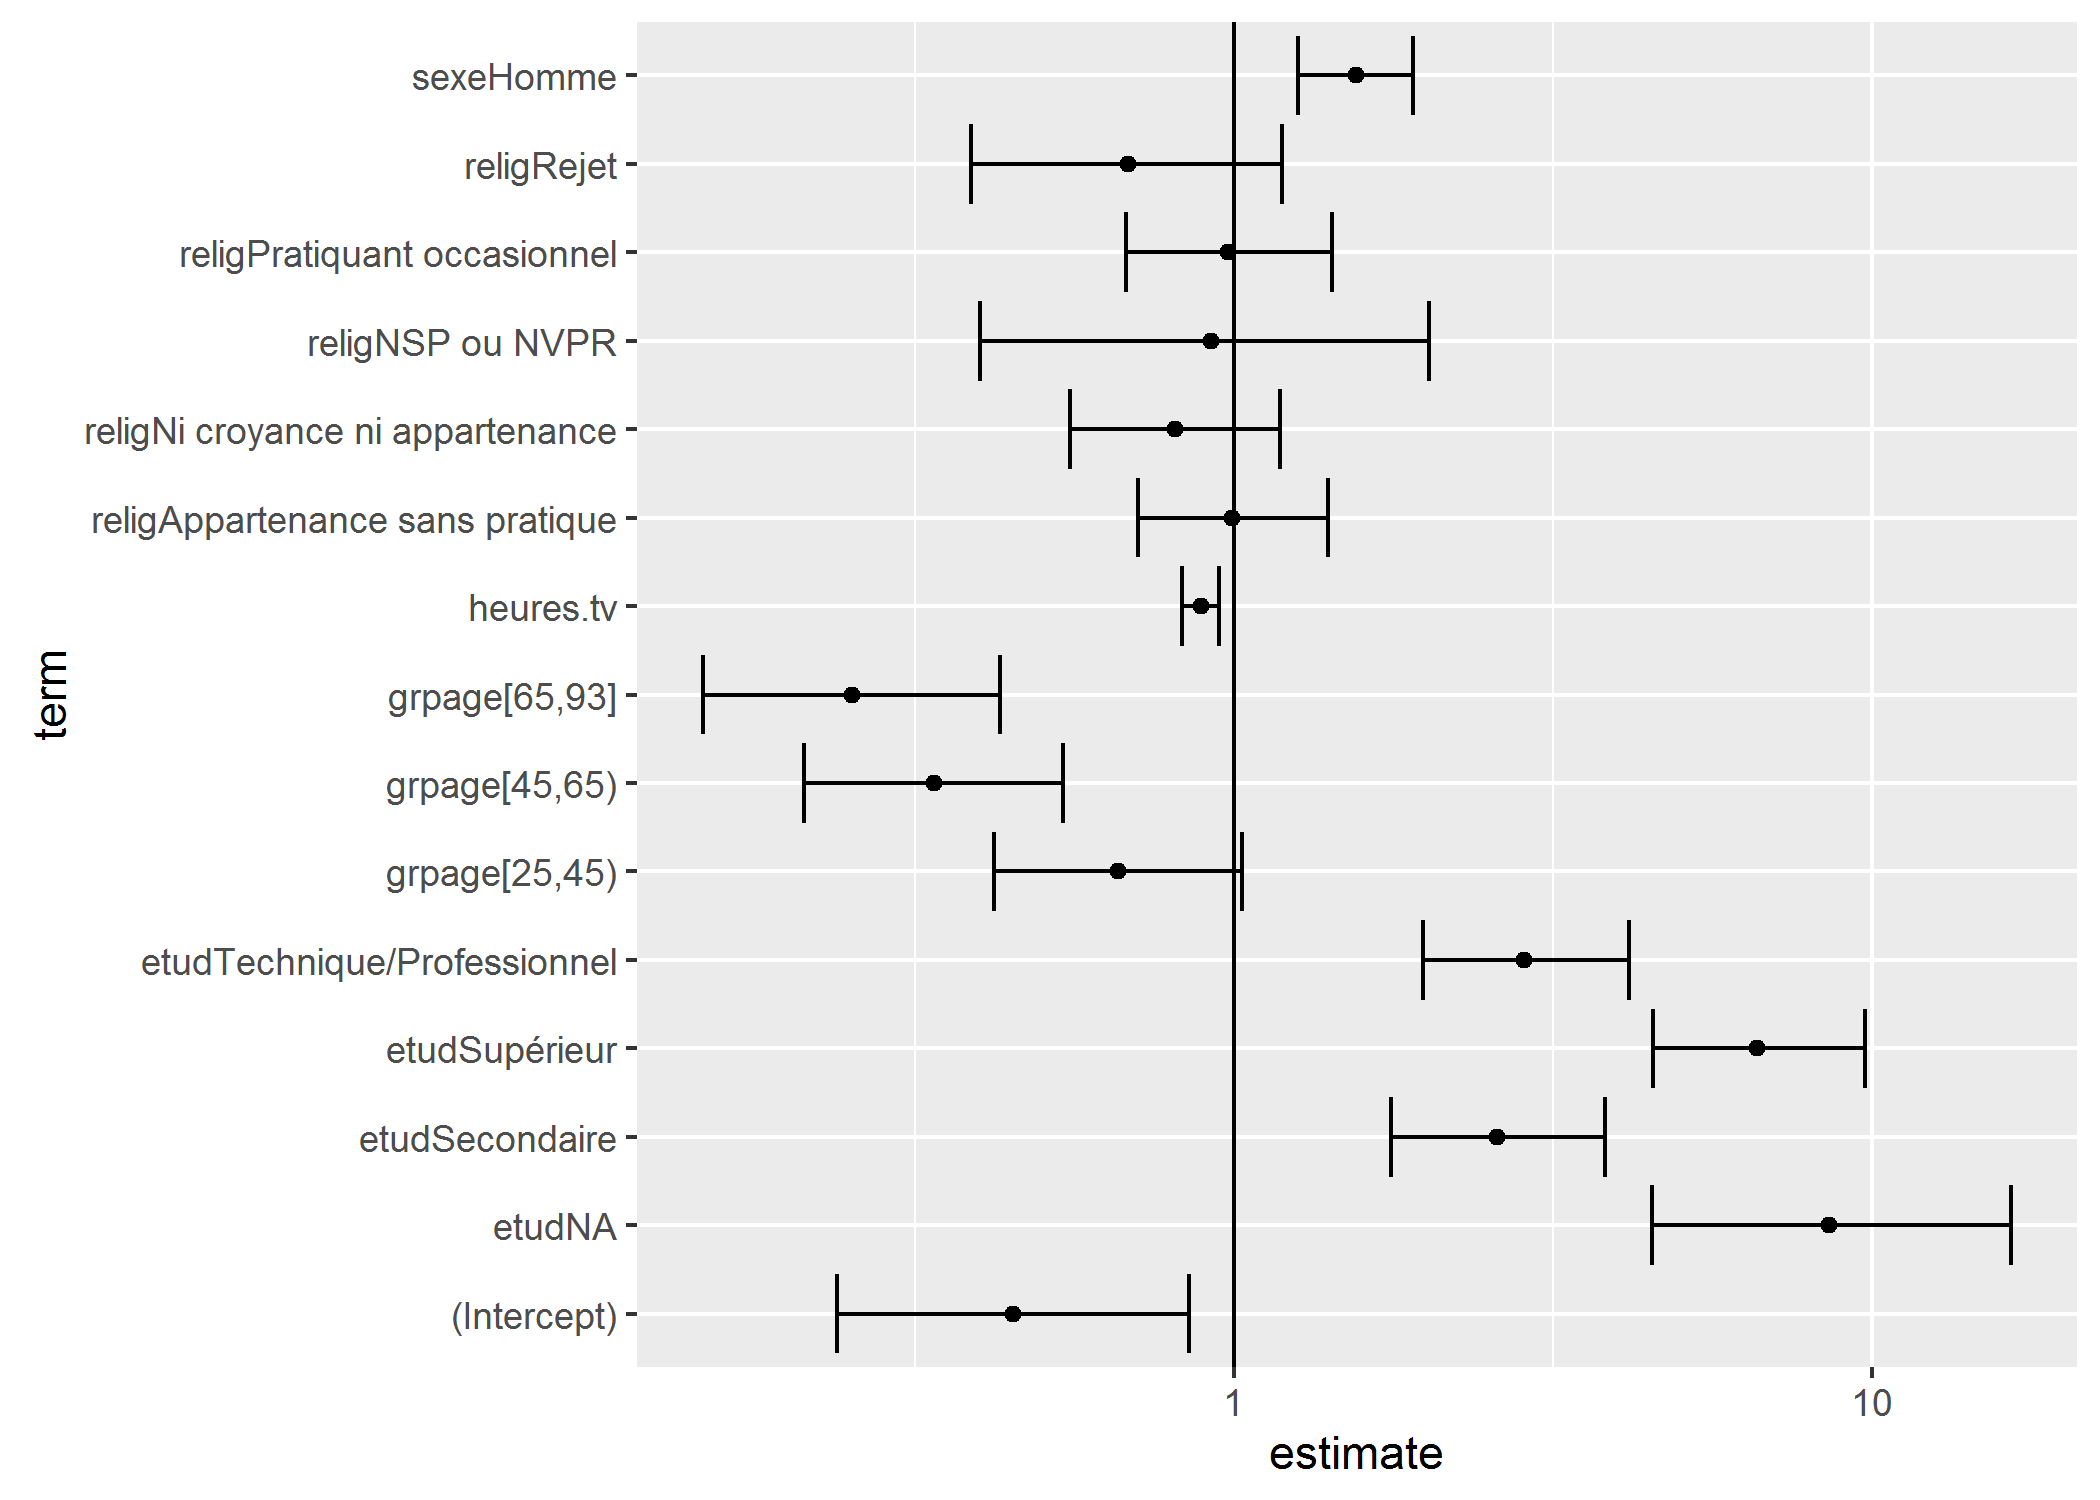 sexeHomme
religRejet
religPratiquant occasionnel
religNSP ou NVPR
religNi croyance ni appartenance
religAppartenance sans pratique
heures.tv
grpage[65,93]
grpage[45,65)
grpage[25,45)
etudTechnique/Professionnel
etudSupérieur
etudSecondaire
etudNA
(Intercept)
term
1 10
estimate